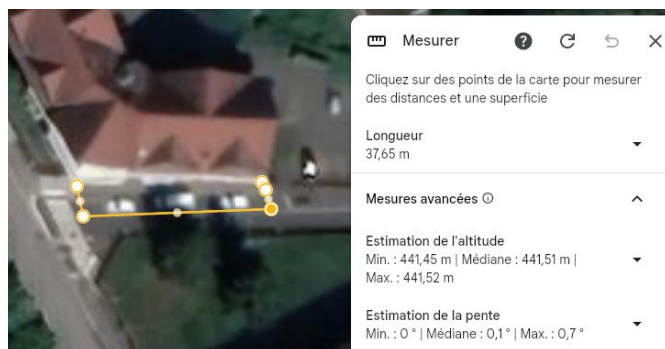 Mesurer
Cliquez sur des points de la carte pour mesurer
des distances et une superficie
Longueur
37,65 m
Mesures avancées
Estimation de l'altitude
Min. : 441,45 m | Médiane : 441,51 m |
Max. : 441,52 m
Estimation de la pente
Min. : 0 ° | Médiane : 0,1 ° | Max. : 0,7 °